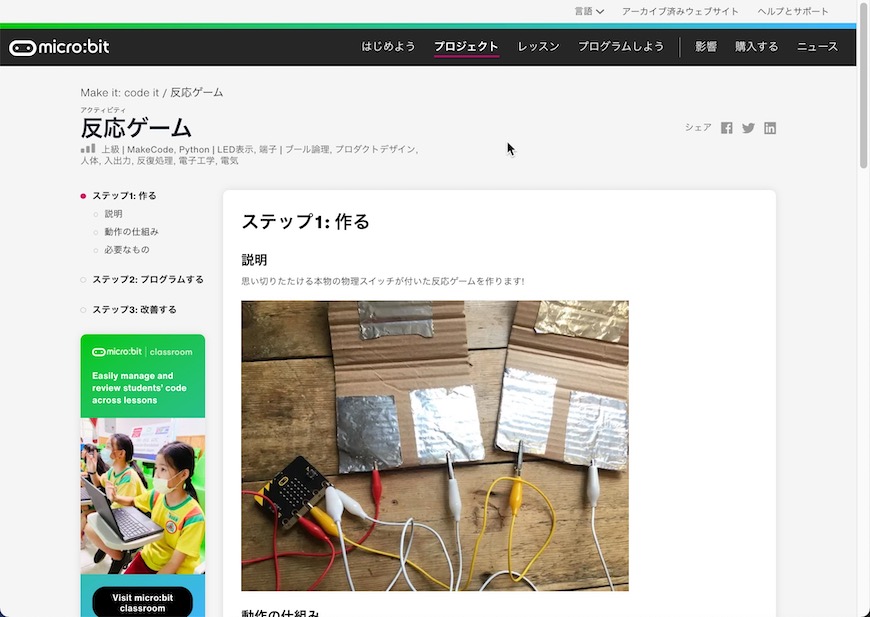 言語
アーカイブ済みウェブサイト
ヘルプとサポート
micro:bit
はじめよう
プロジェクト
レッスン
プログラムしよう
影響
購入する
ニュース
Make it: code it / 反応ゲーム
アクティビティ
反応ゲーム
シェア
上級 | MakeCode, Python | LED表示, 端子 | ブール論理, プロダクトデザイン,
人体, 入出力, 反復処理, 電子工学, 電気
ステップ1: 作る
説明
動作の仕組み
必要なもの
ステップ2: プログラムする
ステップ3: 改善する
micro:bit | classroom
Easily manage and
review students' code
across lessons
Visit micro:bit
classroom
ステップ1: 作る
説明
思い切りたたける本物の物理スイッチが付いた反応ゲームを作ります!
動作の仕組み